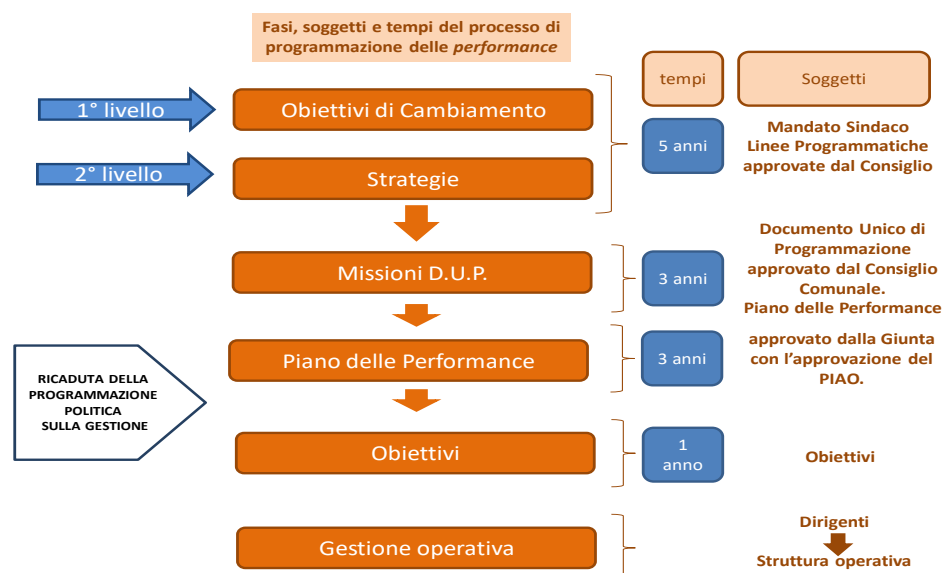 Fasi, soggetti e tempi del processo di
programmazione delle performance
tempi
Soggetti
1° livello
Obiettivi di Cambiamento
2° livello
Strategie
5 anni
Mandato Sindaco
Linee Programmatiche
approvate dal Consiglio
Missioni D.U.P.
3 anni
Documento Unico di
Programmazione
approvato dal Consiglio
Comunale.
Piano delle Performance
Piano delle Performance
3 anni
approvato dalla Giunta
con l'approvazione del
PIAO.
RICADUTA DELLA
PROGRAMMAZIONE
POLITICA
SULLA GESTIONE
Obiettivi
1
anno
Obiettivi
Gestione operativa
Dirigenti
Struttura operativa